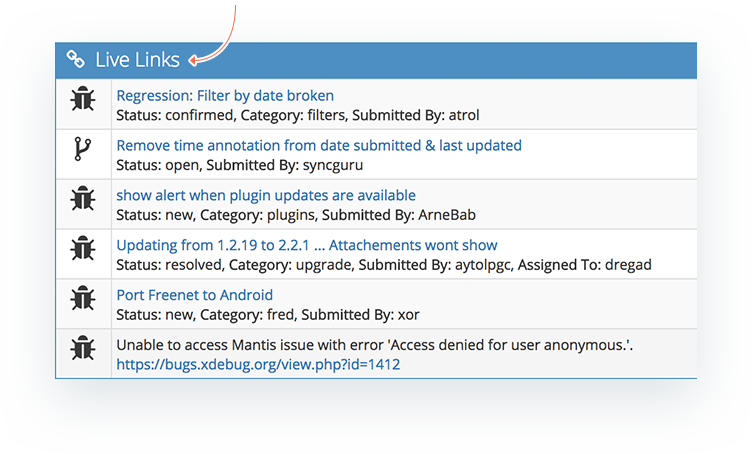 Live Links
Regression: Filter by date broken
Status: confirmed, Category: filters, Submitted By: atrol
Remove time annotation from date submitted & last updated
Status: open, Submitted By: syncguru
show alert when plugin updates are available
Status: new, Category: plugins, Submitted By: ArneBab
Updating from 1.2.19 to 2.2.1 ... Attachements wont show
Status: resolved, Category: upgrade, Submitted By: aytolpgc, Assigned To: dregad
Port Freenet to Android
Status: new, Category: fred, Submitted By: xor
Unable to access Mantis issue with error 'Access denied for user anonymous.'.
https://bugs.xdebug.org/view.php?id=1412